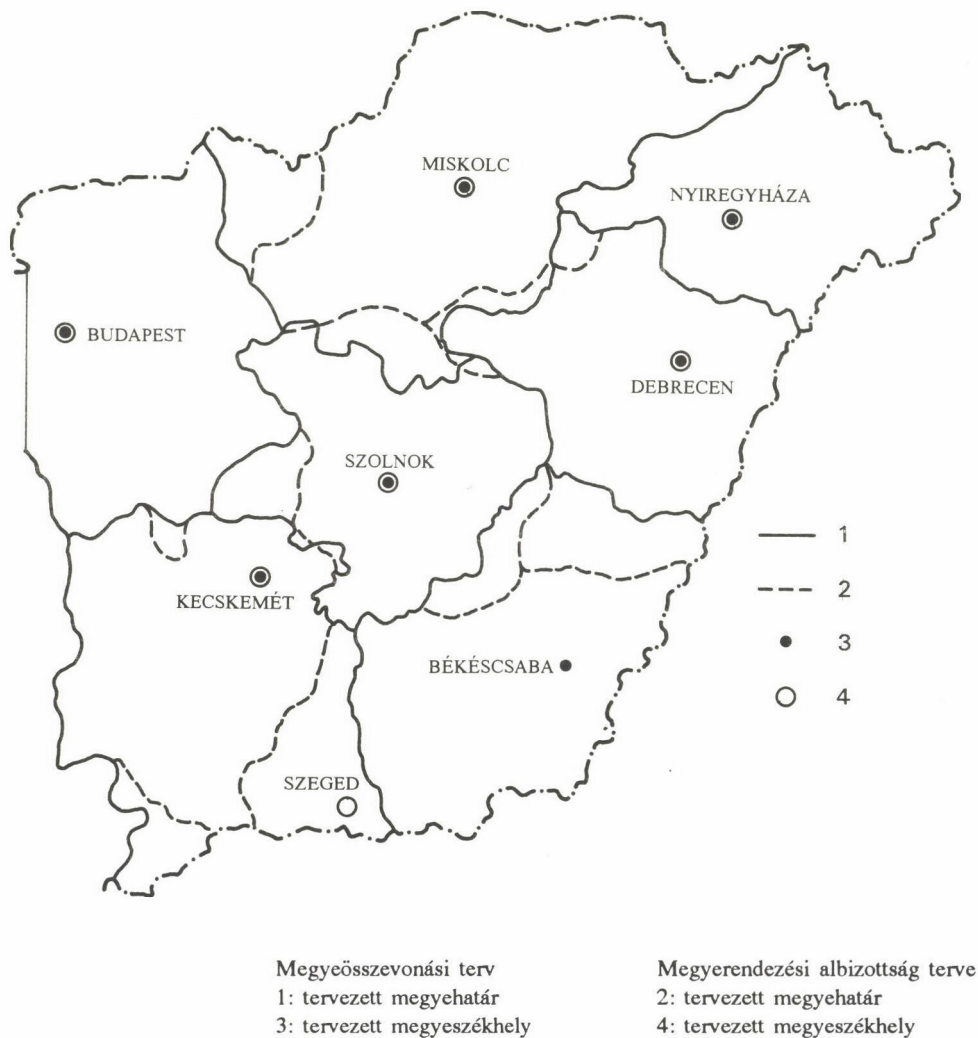 MISKOLC
NYIREGYHÁZA
BUDAPEST
DEBRECEN
SZOLNOK
1
KECSKEMÉT
2
BÉKÉSCSABA
3
4
SZEGED
Megyeösszevonási terv
1: tervezett megyehatár
3: tervezett megyeszékhely
Megyerendezési albizottság terve
2: tervezett megyehatár
4: tervezett megyeszékhely